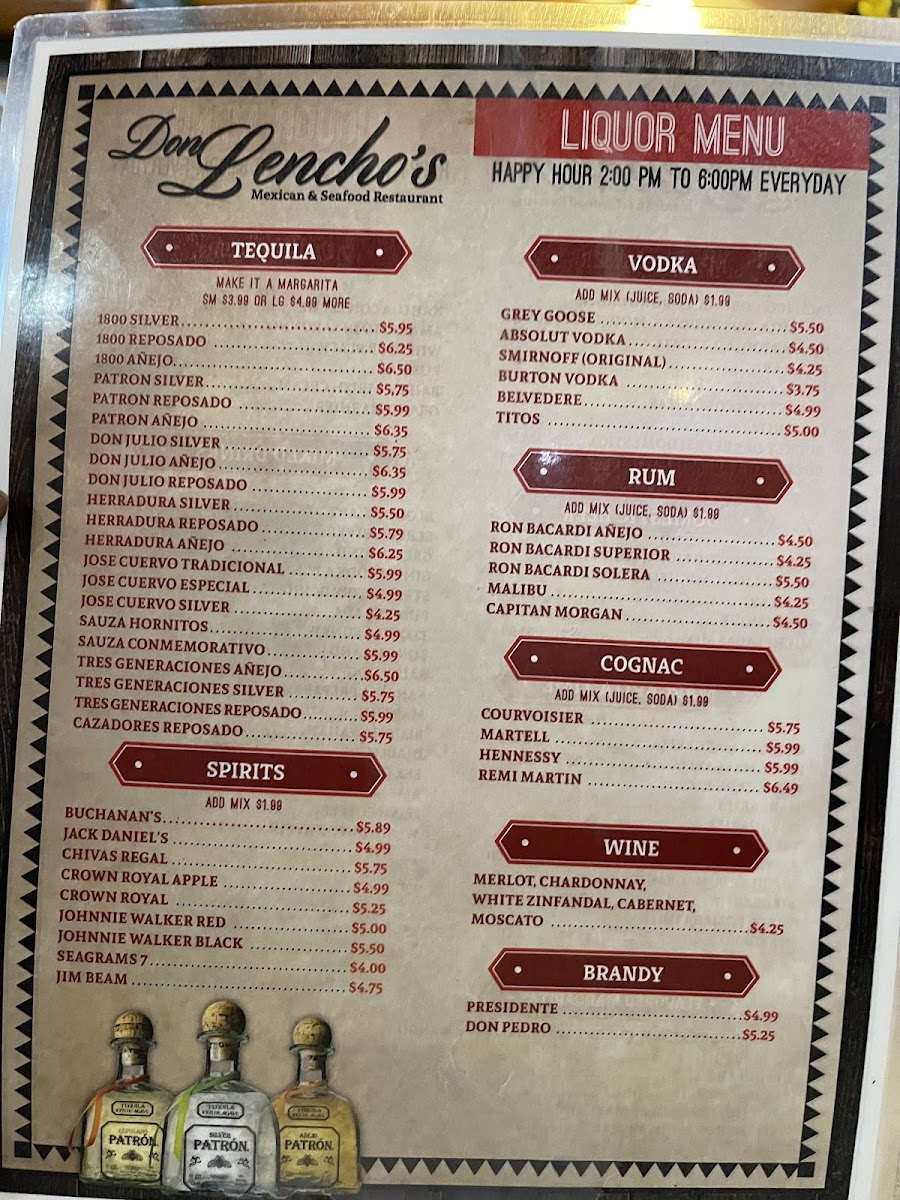 Don Lencho's
Mexican & Seafood Restaurant
LIQUOR MENU
HAPPY HOUR 2:00 PM TO 6:00PM EVERYDAY
TEQUILA
MAKE IT A MARGARITA
SM $3.99 OR LG $4.99 MORE
1800 SILVER $5.95
1800 REPOSADO $6.25
1800 AÑEJO $6.50
PATRON SILVER $5.75
PATRON REPOSADO $5.99
PATRON AÑEJO $6.35
DON JULIO SILVER $5.75
DON JULIO AÑEJO $6.35
DON JULIO REPOSADO $5.99
HERRADURA SILVER $5.50
HERRADURA REPOSADO $5.79
HERRADURA AÑEJO $6.25
JOSE CUERVO TRADICIONAL $5.99
JOSE CUERVO ESPECIAL $4.99
JOSE CUERVO SILVER $4.25
SAUZA HORNITOS $4.99
SAUZA CONMEMORATIVO $5.99
TRES GENERACIONES AÑEJO $6.50
TRES GENERACIONES SILVER $5.75
TRES GENERACIONES REPOSADO $5.99
CAZADORES REPOSADO $5.75
SPIRITS
ADD MIX $1.99
BUCHANAN'S $5.89
JACK DANIEL'S $4.99
CHIVAS REGAL $5.75
CROWN ROYAL APPLE $4.99
CROWN ROYAL $5.25
JOHNNIE WALKER RED $5.00
JOHNNIE WALKER BLACK $5.50
SEAGRAMS 7 $4.00
JIM BEAM $4.75
VODKA
ADD MIX (JUICE, SODA) $1.99
GREY GOOSE $5.50
ABSOLUT VODKA $4.50
SMIRNOFF (ORIGINAL) $4.25
BURTON VODKA $3.75
BELVEDERE $4.99
TITOS $5.00
RUM
ADD MIX (JUICE, SODA) $1.99
RON BACARDI AÑEJO $4.50
RON BACARDI SUPERIOR $4.25
RON BACARDI SOLERA $5.50
MALIBU $4.25
CAPITAN MORGAN $4.50
COGNAC
ADD MIX (JUICE, SODA) $1.99
COURVOISIER $5.75
MARTELL $5.99
HENNESSY $5.99
REMI MARTIN $6.49
WINE
MERLOT, CHARDONNAY,
WHITE ZINFANDAL, CABERNET,
MOSCATO $4.25
BRANDY
PRESIDENTE $4.99
DON PEDRO $5.25
TEQUILA
PATRÓN
TEQUILA
SILVER
PATRÓN
TEQUILA
AÑEJO
PATRÓN